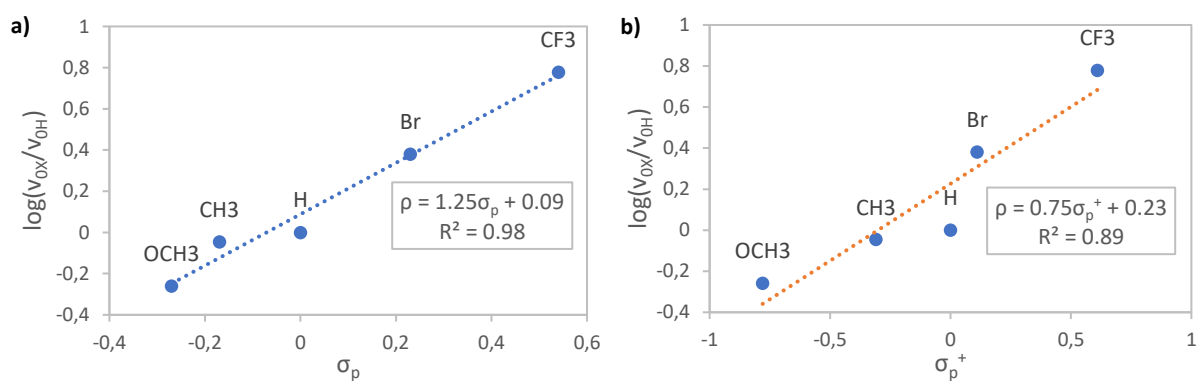 a)
log(v0X/v0H)
1
0,8
0,6
0,4
0,2
0
-0,2
-0,4
CF3
Br
H
CH3
OCH3
ρ = 1.25σp + 0.09
R² = 0.98
-0,4
-0,2
0
0,2
0,4
0,6
σp
b)
log(v0X/v0H)
1
0,8
0,6
0,4
0,2
0
-0,2
-0,4
CF3
Br
H
CH3
OCH3
ρ = 0.75σp⁺ + 0.23
R² = 0.89
-1
-0,5
0
0,5
1
σp⁺